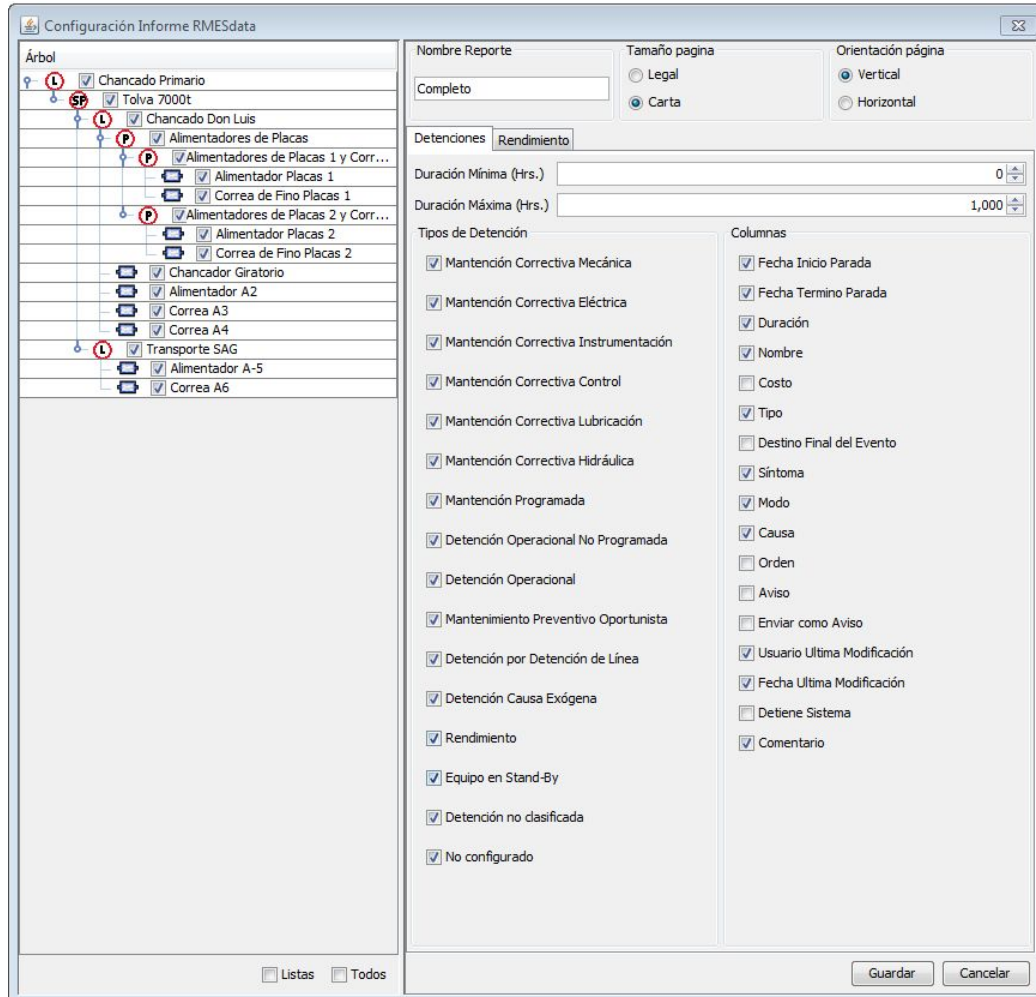 Configuración Informe RMESdata
Árbol
L Chancado Primario
SP Tolva 7000t
L Chancado Don Luis
P Alimentadores de Placas
P Alimentadores de Placas 1 y Corr...
Alimentador Placas 1
Correa de Fino Placas 1
P Alimentadores de Placas 2 y Corr...
Alimentador Placas 2
Correa de Fino Placas 2
Chancador Giratorio
Alimentador A2
Correa A3
Correa A4
L Transporte SAG
Alimentador A-5
Correa A6
Listas Todos
Nombre Reporte
Completo
Tamaño pagina
Legal
Carta
Orientación página
Vertical
Horizontal
Detenciones Rendimiento
Duración Mínima (Hrs.) 0
Duración Máxima (Hrs.) 1,000
Tipos de Detención
Mantención Correctiva Mecánica
Mantención Correctiva Eléctrica
Mantención Correctiva Instrumentación
Mantención Correctiva Control
Mantención Correctiva Lubricación
Mantención Correctiva Hidráulica
Mantención Programada
Detención Operacional No Programada
Detención Operacional
Mantenimiento Preventivo Oportunista
Detención por Detención de Línea
Detención Causa Exógena
Rendimiento
Equipo en Stand-By
Detención no clasificada
No configurado
Columnas
Fecha Inicio Parada
Fecha Termino Parada
Duración
Nombre
Costo
Tipo
Destino Final del Evento
Síntoma
Modo
Causa
Orden
Aviso
Enviar como Aviso
Usuario Ultima Modificación
Fecha Ultima Modificación
Detiene Sistema
Comentario
Guardar Cancelar